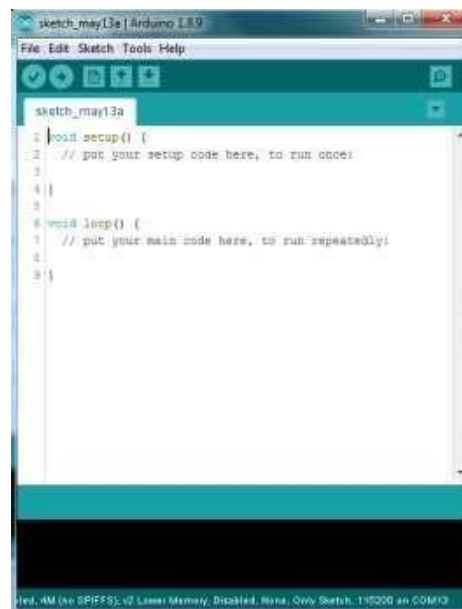 sketch_may13a | Arduino 1.8.9
File Edit Sketch Tools Help
sketch_may13a
1 void setup() {
2 // put your setup code here, to run once:
3
4 }
5
6 void loop() {
7 // put your main code here, to run repeatedly:
8
9 }
4M (no SPIFFS), v2 Lower Memory, Disabled, None, Only Sketch, 115200 on COM13